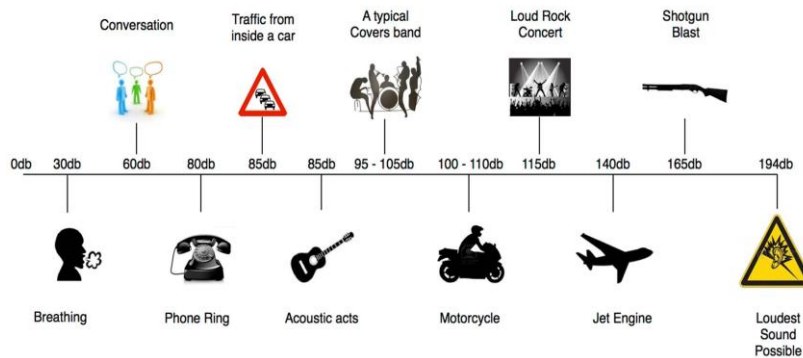 Conversation
Traffic from
inside a car
A typical
Covers band
Loud Rock
Concert
Shotgun
Blast
0db 30db 60db 80db 85db 85db 95 - 105db 100 - 110db 115db 140db 165db 194db
Breathing
Phone Ring
Acoustic acts
Motorcycle
Jet Engine
Loudest
Sound
Possible